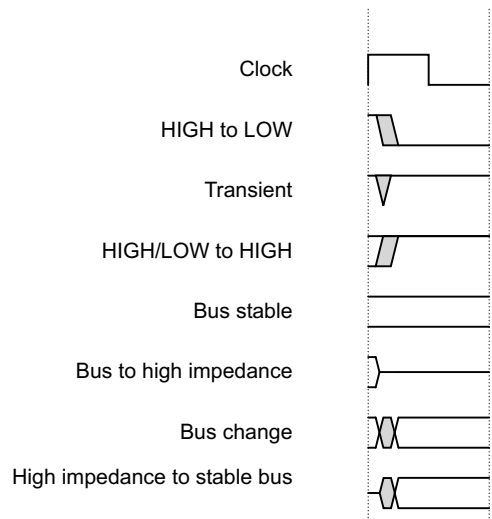 Clock
HIGH to LOW
Transient
HIGH/LOW to HIGH
Bus stable
Bus to high impedance
Bus change
High impedance to stable bus